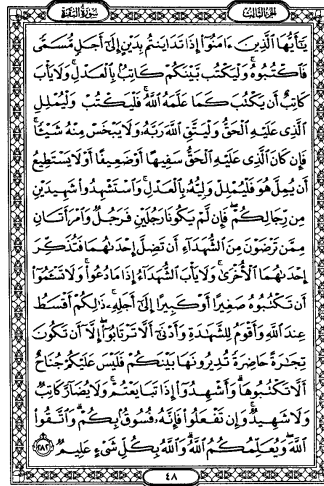 الجزء الثالث
سورة البقرة
يَٰٓأَيُّهَا ٱلَّذِينَ ءَامَنُوٓا۟ إِذَا تَدَايَنتُم بِدَيْنٍ إِلَىٰٓ أَجَلٍ مُّسَمًّى
فَٱكْتُبُوهُ ۚ وَلْيَكْتُب بَّيْنَكُمْ كَاتِبٌۢ بِٱلْعَدْلِ ۚ وَلَا يَأْبَ
كَاتِبٌ أَن يَكْتُبَ كَمَا عَلَّمَهُ ٱللَّهُ ۚ فَلْيَكْتُبْ وَلْيُمْلِلِ
ٱلَّذِى عَلَيْهِ ٱلْحَقُّ وَلْيَتَّقِ ٱللَّهَ رَبَّهُۥ وَلَا يَبْخَسْ مِنْهُ شَيْـًٔا ۚ
فَإِن كَانَ ٱلَّذِى عَلَيْهِ ٱلْحَقُّ سَفِيهًا أَوْ ضَعِيفًا أَوْ لَا يَسْتَطِيعُ
أَن يُمِلَّ هُوَ فَلْيُمْلِلْ وَلِيُّهُۥ بِٱلْعَدْلِ ۚ وَٱسْتَشْهِدُوا۟ شَهِيدَيْنِ
مِن رِّجَالِكُمْ ۖ فَإِن لَّمْ يَكُونَا رَجُلَيْنِ فَرَجُلٌ وَٱمْرَأَتَانِ
مِمَّن تَرْضَوْنَ مِنَ ٱلشُّهَدَآءِ أَن تَضِلَّ إِحْدَىٰهُمَا فَتُذَكِّرَ
إِحْدَىٰهُمَا ٱلْأُخْرَىٰ ۚ وَلَا يَأْبَ ٱلشُّهَدَآءُ إِذَا مَا دُعُوا۟ ۚ وَلَا تَسْـَٔمُوٓا۟
أَن تَكْتُبُوهُ صَغِيرًا أَوْ كَبِيرًا إِلَىٰٓ أَجَلِهِۦ ۚ ذَٰلِكُمْ أَقْسَطُ
عِندَ ٱللَّهِ وَأَقْوَمُ لِلشَّهَٰدَةِ وَأَدْنَىٰٓ أَلَّا تَرْتَابُوٓا۟ ۖ إِلَّآ أَن تَكُونَ
تِجَٰرَةً حَاضِرَةً تُدِيرُونَهَا بَيْنَكُمْ فَلَيْسَ عَلَيْكُمْ جُنَاحٌ
أَلَّا تَكْتُبُوهَا ۗ وَأَشْهِدُوٓا۟ إِذَا تَبَايَعْتُمْ ۚ وَلَا يُضَآرَّ كَاتِبٌ
وَلَا شَهِيدٌ ۚ وَإِن تَفْعَلُوا۟ فَإِنَّهُۥ فُسُوقٌۢ بِكُمْ ۗ وَٱتَّقُوا۟
ٱللَّهَ ۖ وَيُعَلِّمُكُمُ ٱللَّهُ ۗ وَٱللَّهُ بِكُلِّ شَىْءٍ عَلِيمٌ ٢٨٢
٤٨